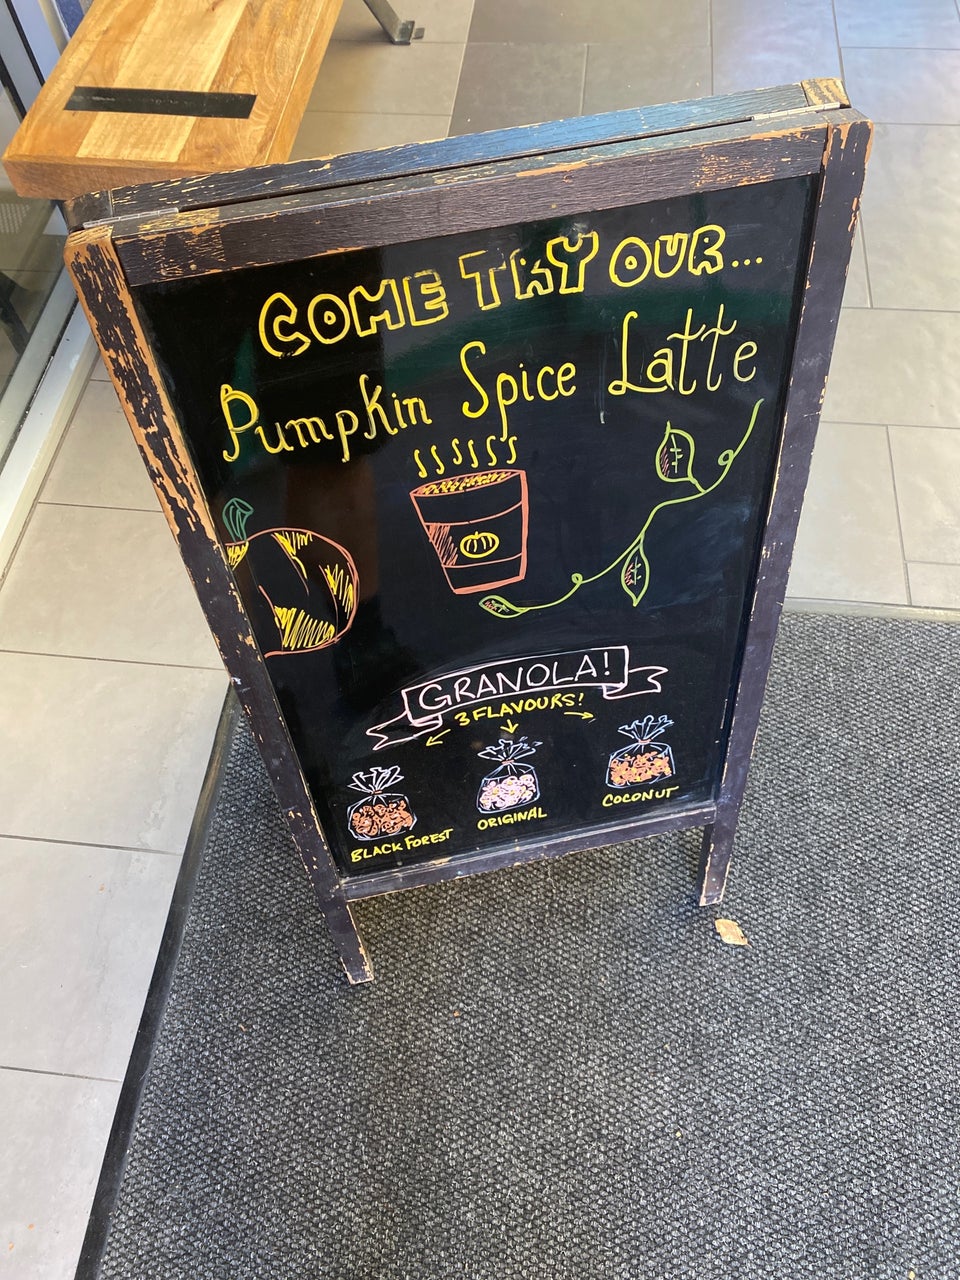 COME TRY OUR...
Pumpkin Spice Latte
GRANOLA!
3 FLAVOURS!
BLACK FOREST
ORIGINAL
COCONUT